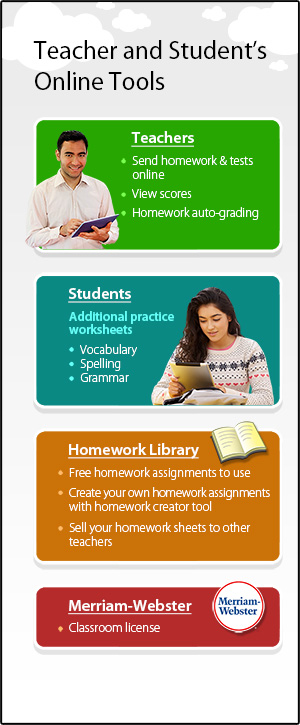 Teacher and Student's
Online Tools
Teachers
• Send homework & tests
online
• View scores
• Homework auto-grading
Students
Additional practice
worksheets
• Vocabulary
• Spelling
• Grammar
Homework Library
• Free homework assignments to use
• Create your own homework assignments
with homework creator tool
• Sell your homework sheets to other
teachers
Merriam-Webster
• Classroom license
Merriam-
Webster